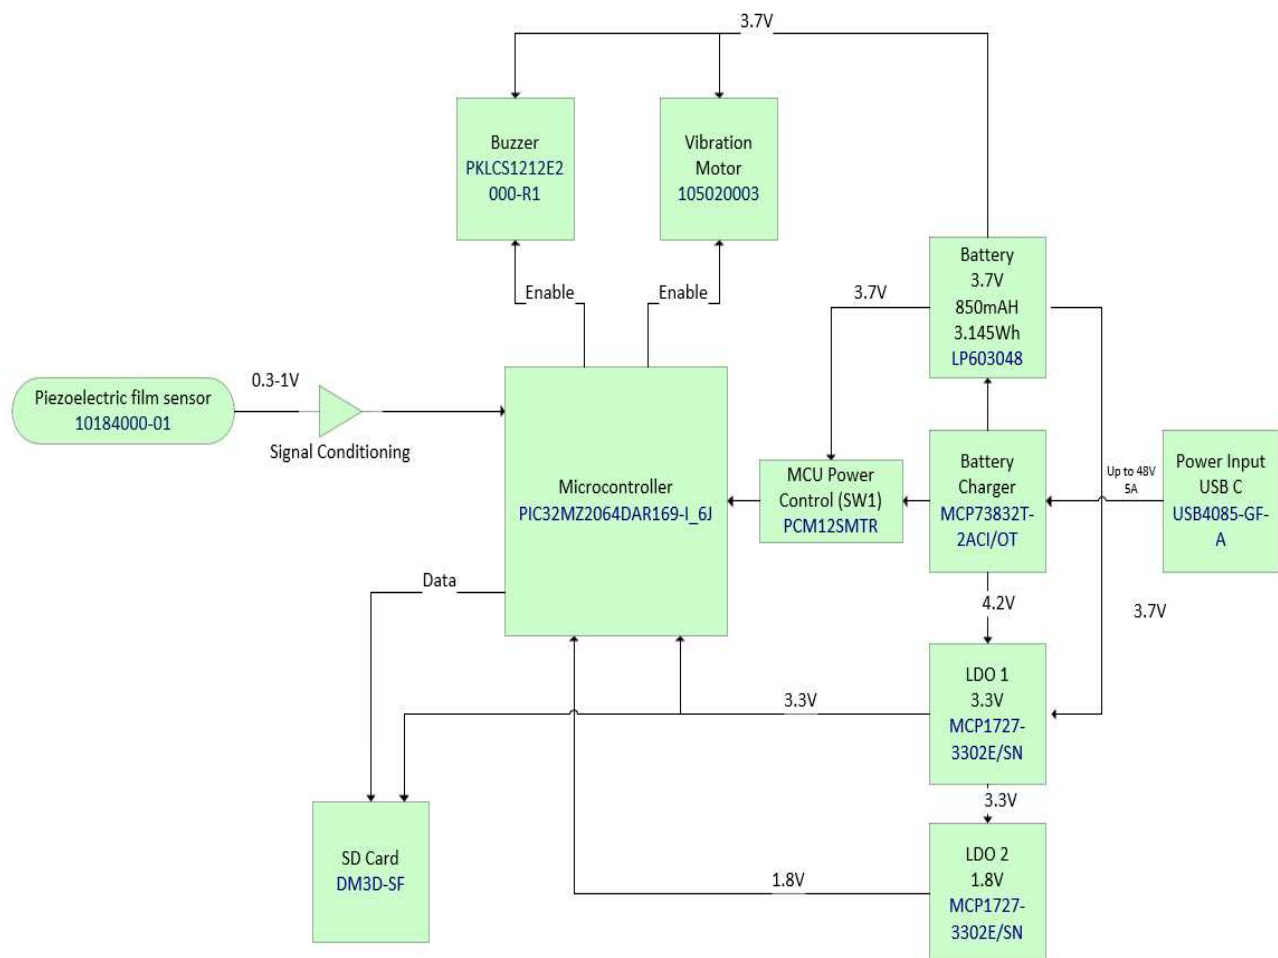 3.7V
Buzzer
PKLCS1212E2
000-R1
Vibration
Motor
105020003
Battery
3.7V
850mAH
3.145Wh
LP603048
Enable
Enable
3.7V
Piezoelectric film sensor
10184000-01
0.3-1V
Signal Conditioning
Microcontroller
PIC32MZ2064DAR169-I_6J
MCU Power
Control (SW1)
PCM12SMTR
Battery
Charger
MCP73832T-
2ACI/OT
Up to 48V
5A
Power Input
USB C
USB4085-GF-
A
Data
4.2V
3.7V
LDO 1
3.3V
MCP1727-
3302E/SN
3.3V
3.3V
SD Card
DM3D-SF
1.8V
LDO 2
1.8V
MCP1727-
3302E/SN